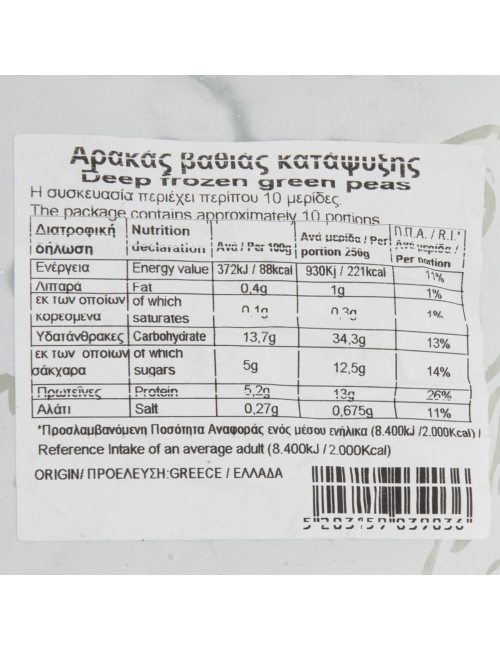 Αρακάς βαθιάς κατάψυξης
Deep frozen green peas
Η συσκευασία περιέχει περίπου 10 μερίδες.
The package contains approximately 10 portions
Διατροφική δήλωση Nutrition declaration Ανά / Per 100g Ανά μερίδα / Per portion 250g Π.Π.Α. / R.I.* Ανά μερίδα / Per portion
Ενέργεια Energy value 372kJ / 88kcal 930Kj / 221kcal 11%
Λιπαρά Fat 0,4g 1g 1%
εκ των οποίων κορεσμένα of which saturates 0,1g 0,3g 1%
Υδατάνθρακες Carbohydrate 13,7g 34,3g 13%
εκ των οποίων σάκχαρα of which sugars 5g 12,5g 14%
Πρωτεΐνες Protein 5,2g 13g 26%
Αλάτι Salt 0,27g 0,675g 11%
*Προσλαμβανόμενη Ποσότητα Αναφοράς ενός μέσου ενήλικα (8.400kJ /2.000Kcal) /
Reference Intake of an average adult (8.400kJ /2.000Kcal)
ORIGIN/ ΠΡΟΕΛΕΥΣΗ:GREECE / ΕΛΛΑΔΑ
5 203159 039036